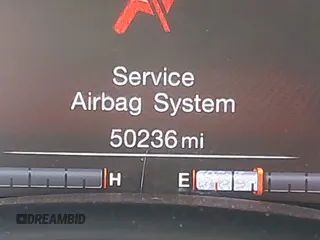 Service
Airbag System
50236 mi
H E
DREAMBID